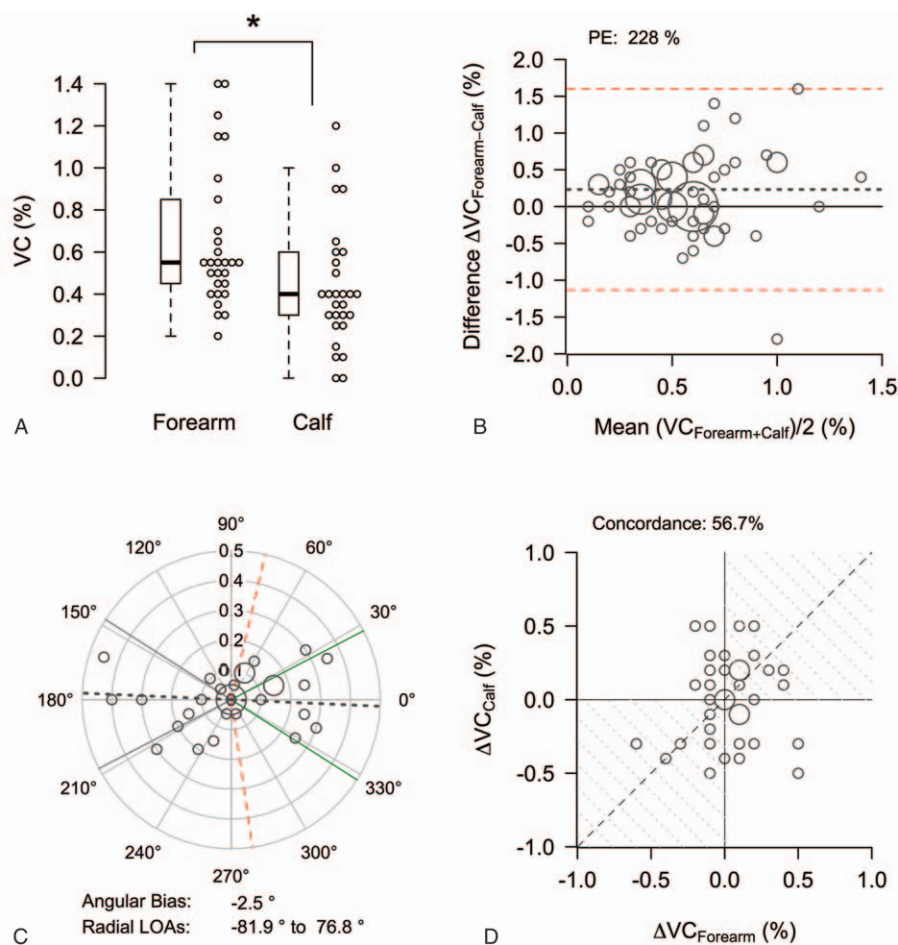 *
1.4
1.2
1.0
0.8
0.6
0.4
0.2
0.0
VC (%)
Forearm
Calf
A
PE: 228 %
2.0
1.5
1.0
0.5
0.0
-0.5
-1.0
-1.5
-2.0
Difference ΔVCForearm−Calf (%)
0.0 0.5 1.0 1.5
Mean (VCForearm+Calf)/2 (%)
B
90°
120° 60°
150° 30°
180° 0°
210° 330°
240° 300°
270°
0.5
0.4
0.3
0.2
0.1
0
Angular Bias: -2.5 °
Radial LOAs: -81.9 ° to 76.8 °
C
Concordance: 56.7%
1.0
0.5
0.0
-0.5
-1.0
ΔVCCalf (%)
-1.0 -0.5 0.0 0.5 1.0
ΔVCForearm (%)
D